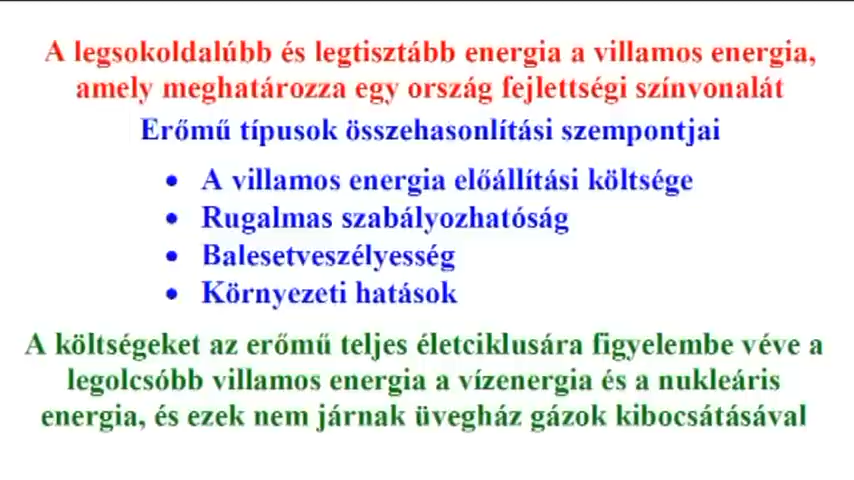 A legsokoldalúbb és legtisztább energia a villamos energia,
amely meghatározza egy ország fejlettségi színvonalát
Erőmű típusok összehasonlítási szempontjai
• A villamos energia előállítási költsége
• Rugalmas szabályozhatóság
• Balesetveszélyesség
• Környezeti hatások
A költségeket az erőmű teljes életciklusára figyelembe véve a
legolcsóbb villamos energia a vízenergia és a nukleáris
energia, és ezek nem járnak üvegház gázok kibocsátásával